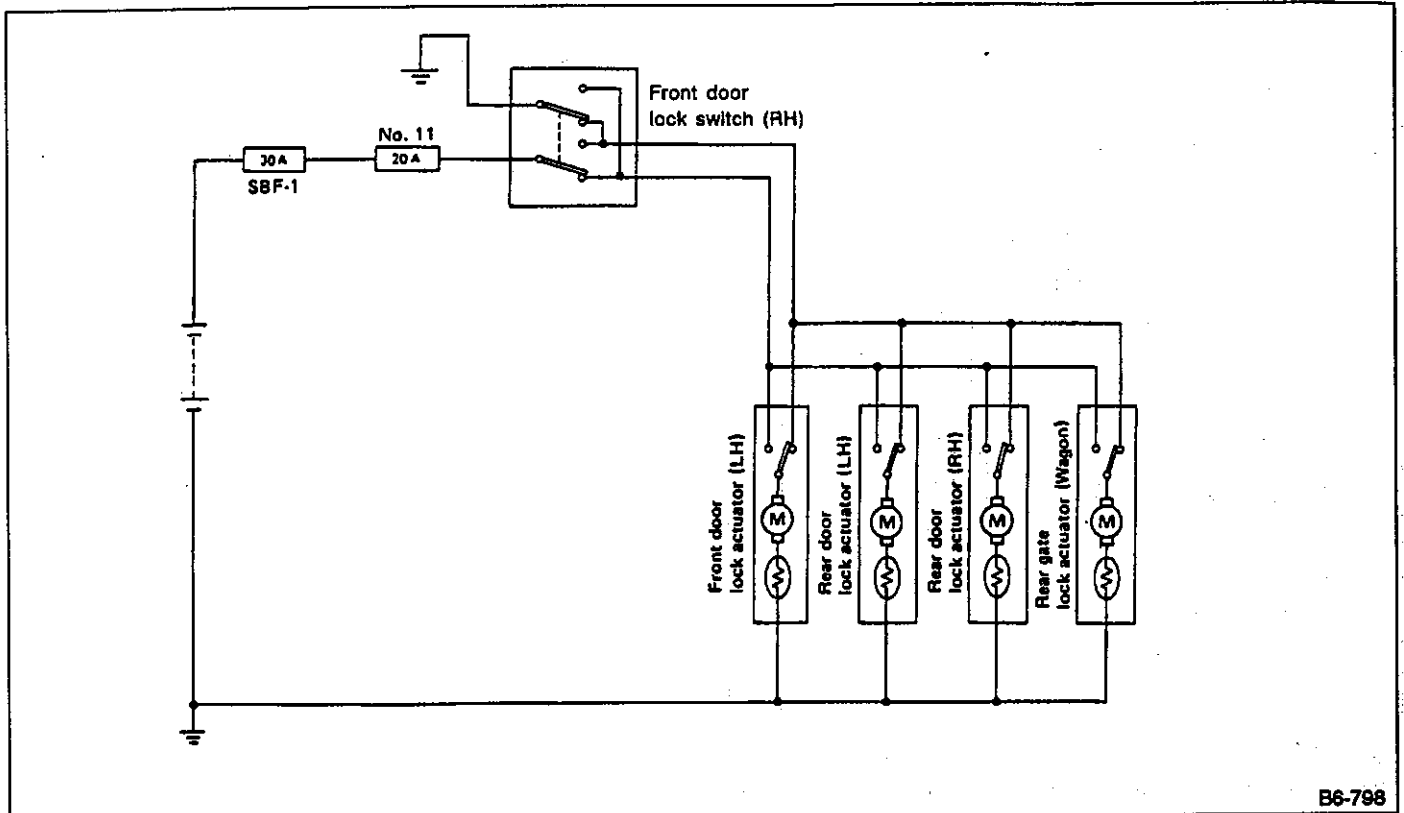 Front door
lock switch (RH)
No. 11
30 A
20 A
SBF-1
Front door
lock actuator (LH)
Rear door
lock actuator (LH)
Rear door
lock actuator (RH)
Rear gate
lock actuator (Wagon)
M
M
M
M
B6-798